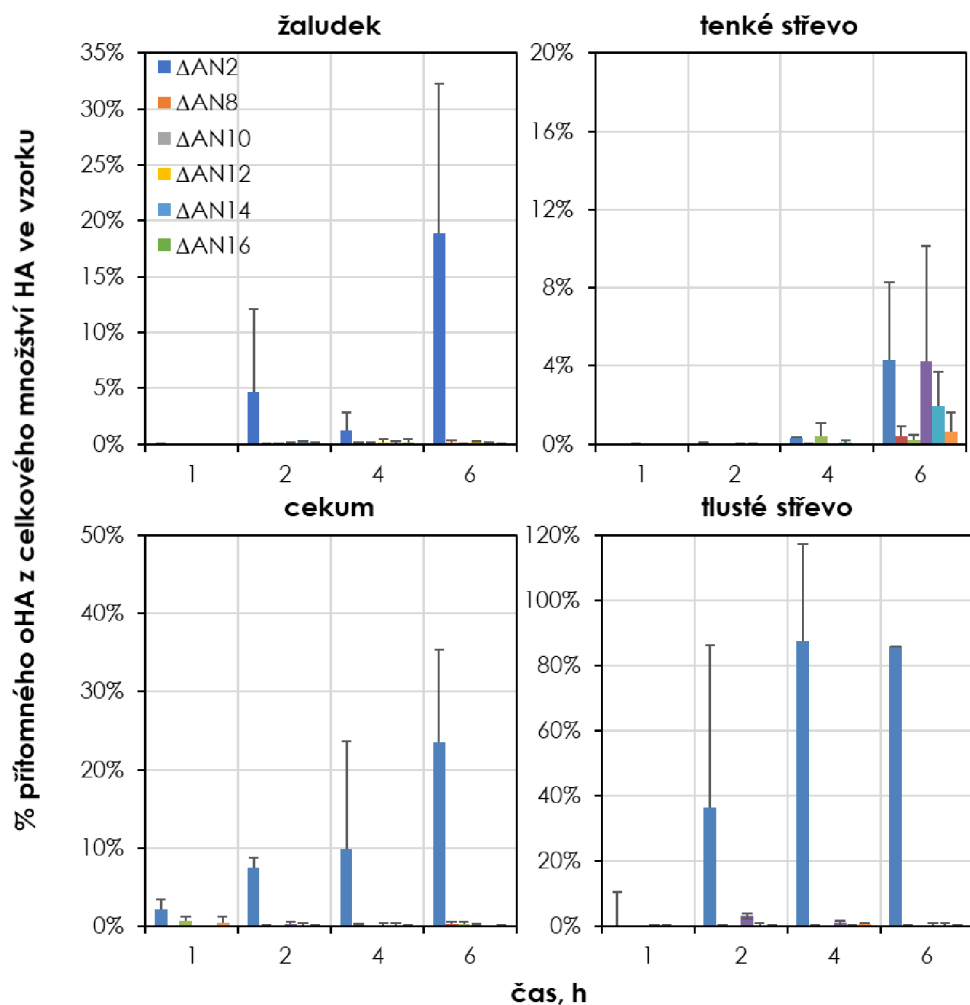 žaludek
35%
30%
25%
20%
15%
10%
5%
0%
ΔAN2
ΔAN8
ΔAN10
ΔAN12
ΔAN14
ΔAN16
1 2 4 6
tenké střevo
20%
16%
12%
8%
4%
0%
1 2 4 6
cekum
50%
40%
30%
20%
10%
0%
1 2 4 6
tlusté střevo
120%
100%
80%
60%
40%
20%
0%
1 2 4 6
% přítomného oHA z celkového množství HA ve vzorku
čas, h